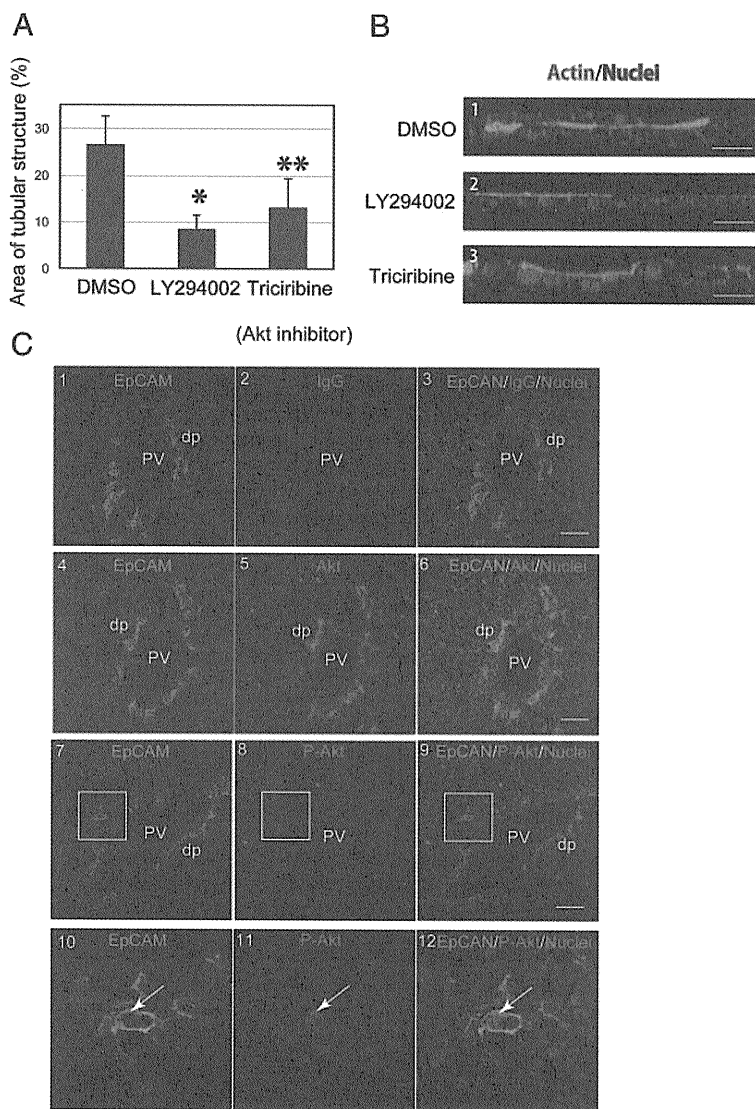 A
Area of tubular structure (%)
30
20
10
0
*
**
DMSO LY294002 Triciribine
(Akt inhibitor)
B
Actin/Nuclei
DMSO
1
LY294002
2
Triciribine
3
C
1 EpCAM
dp
PV
2 IgG
PV
3 EpCAN/IgG/Nuclei
dp
PV
4 EpCAM
dp
PV
5 Akt
dp
PV
6 EpCAN/Akt/Nuclei
dp
PV
7 EpCAM
PV
dp
8 P-Akt
PV
9 EpCAN/P-Akt/Nuclei
PV
dp
10 EpCAM
11 P-Akt
12 EpCAN/P-Akt/Nuclei